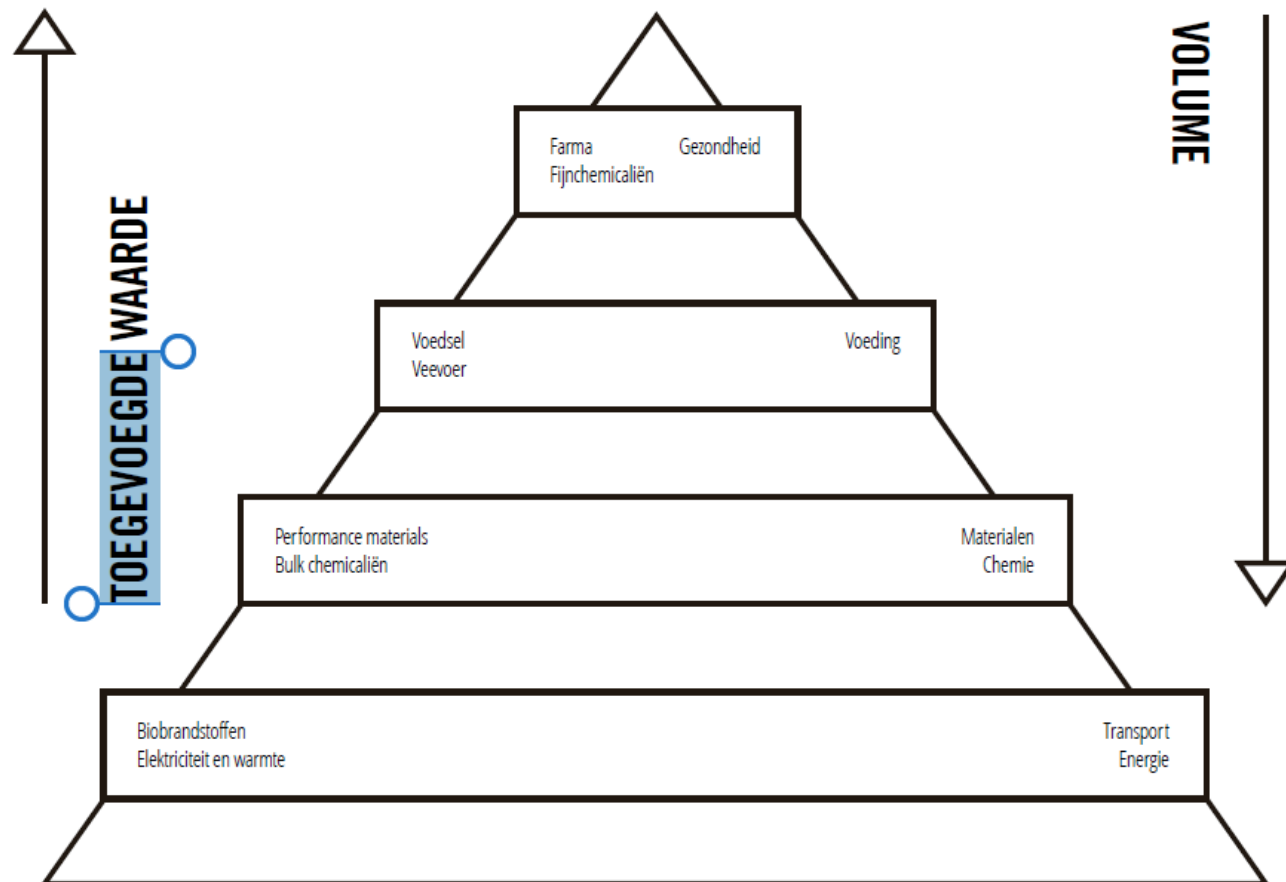 TOEGEVOEGDE WAARDE
VOLUME
Farma Gezondheid
Fijnchemicaliën
Voedsel Voeding
Veevoer
Performance materials Materialen
Bulk chemicaliën Chemie
Biobrandstoffen Transport
Elektriciteit en warmte Energie